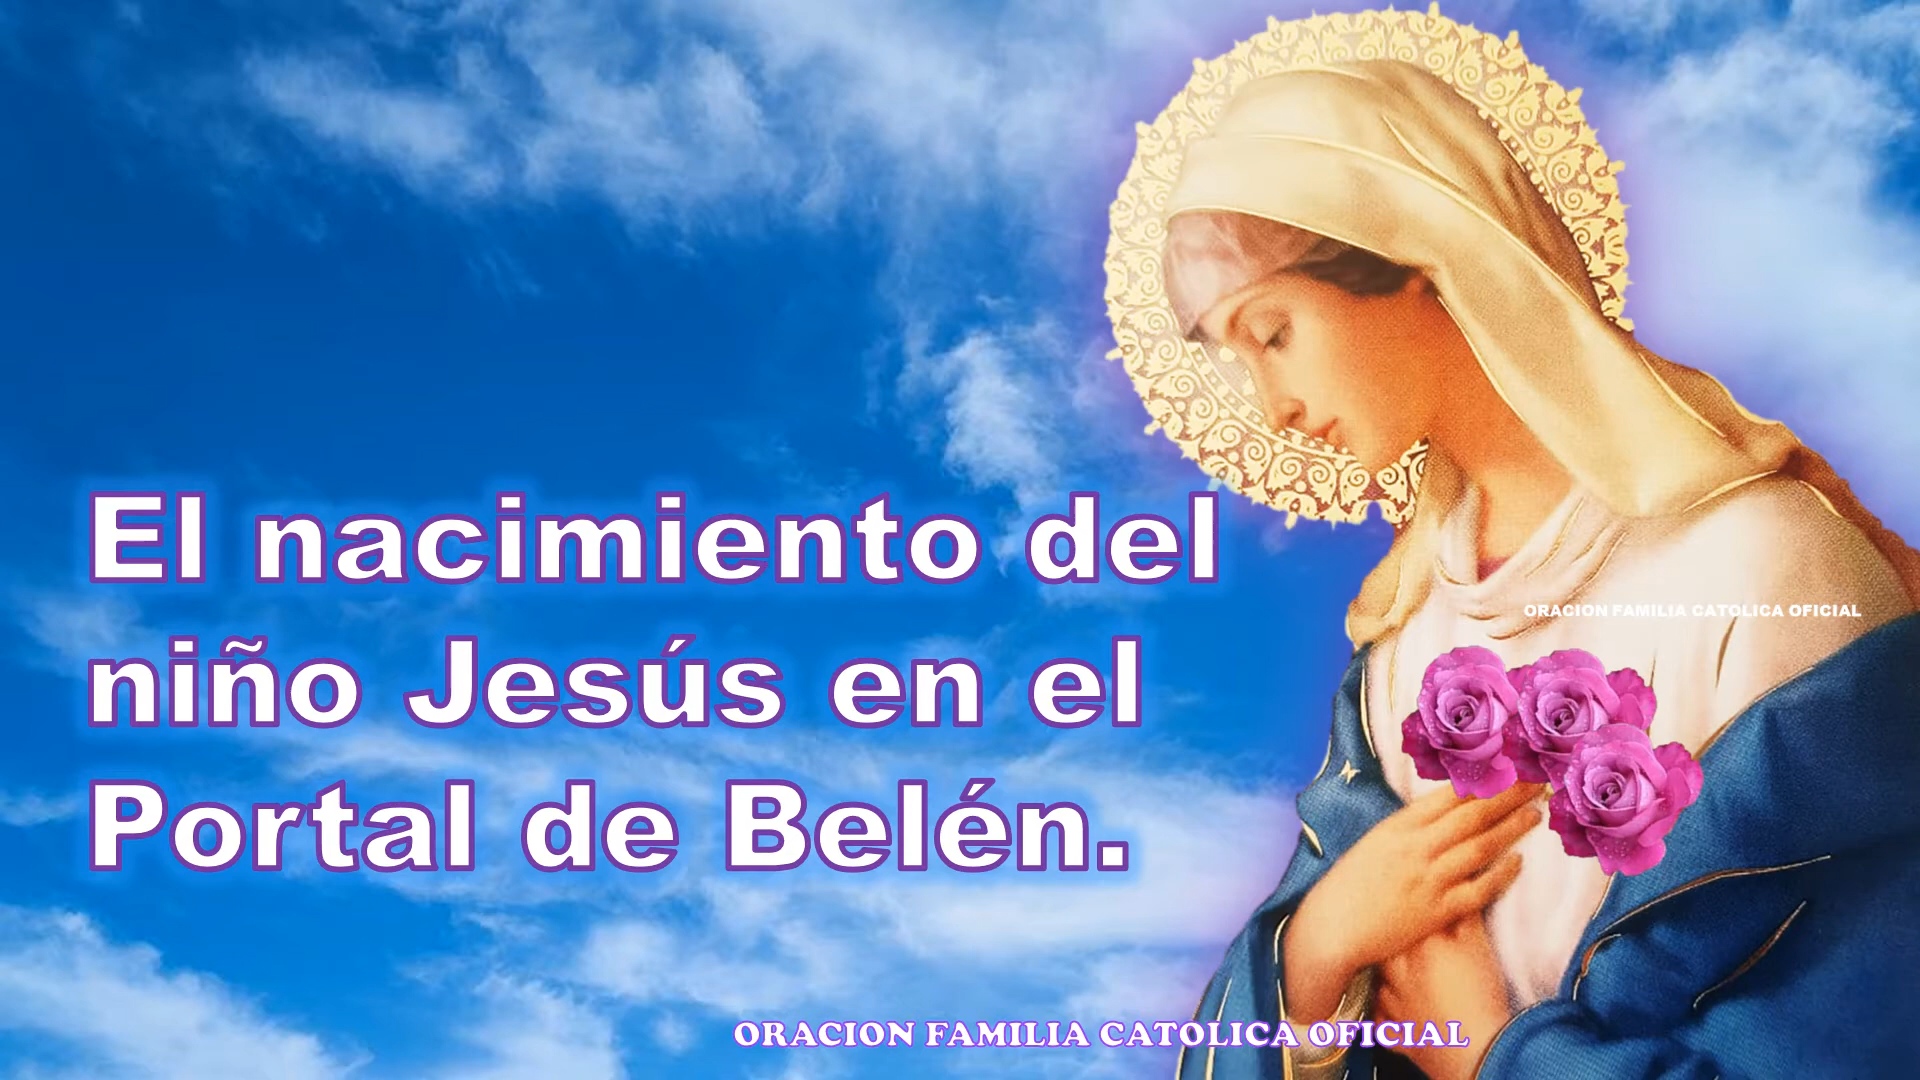 El nacimiento del
niño Jesús en el
Portal de Belén.
ORACION FAMILIA CATOLICA OFICIAL
ORACION FAMILIA CATOLICA OFICIAL